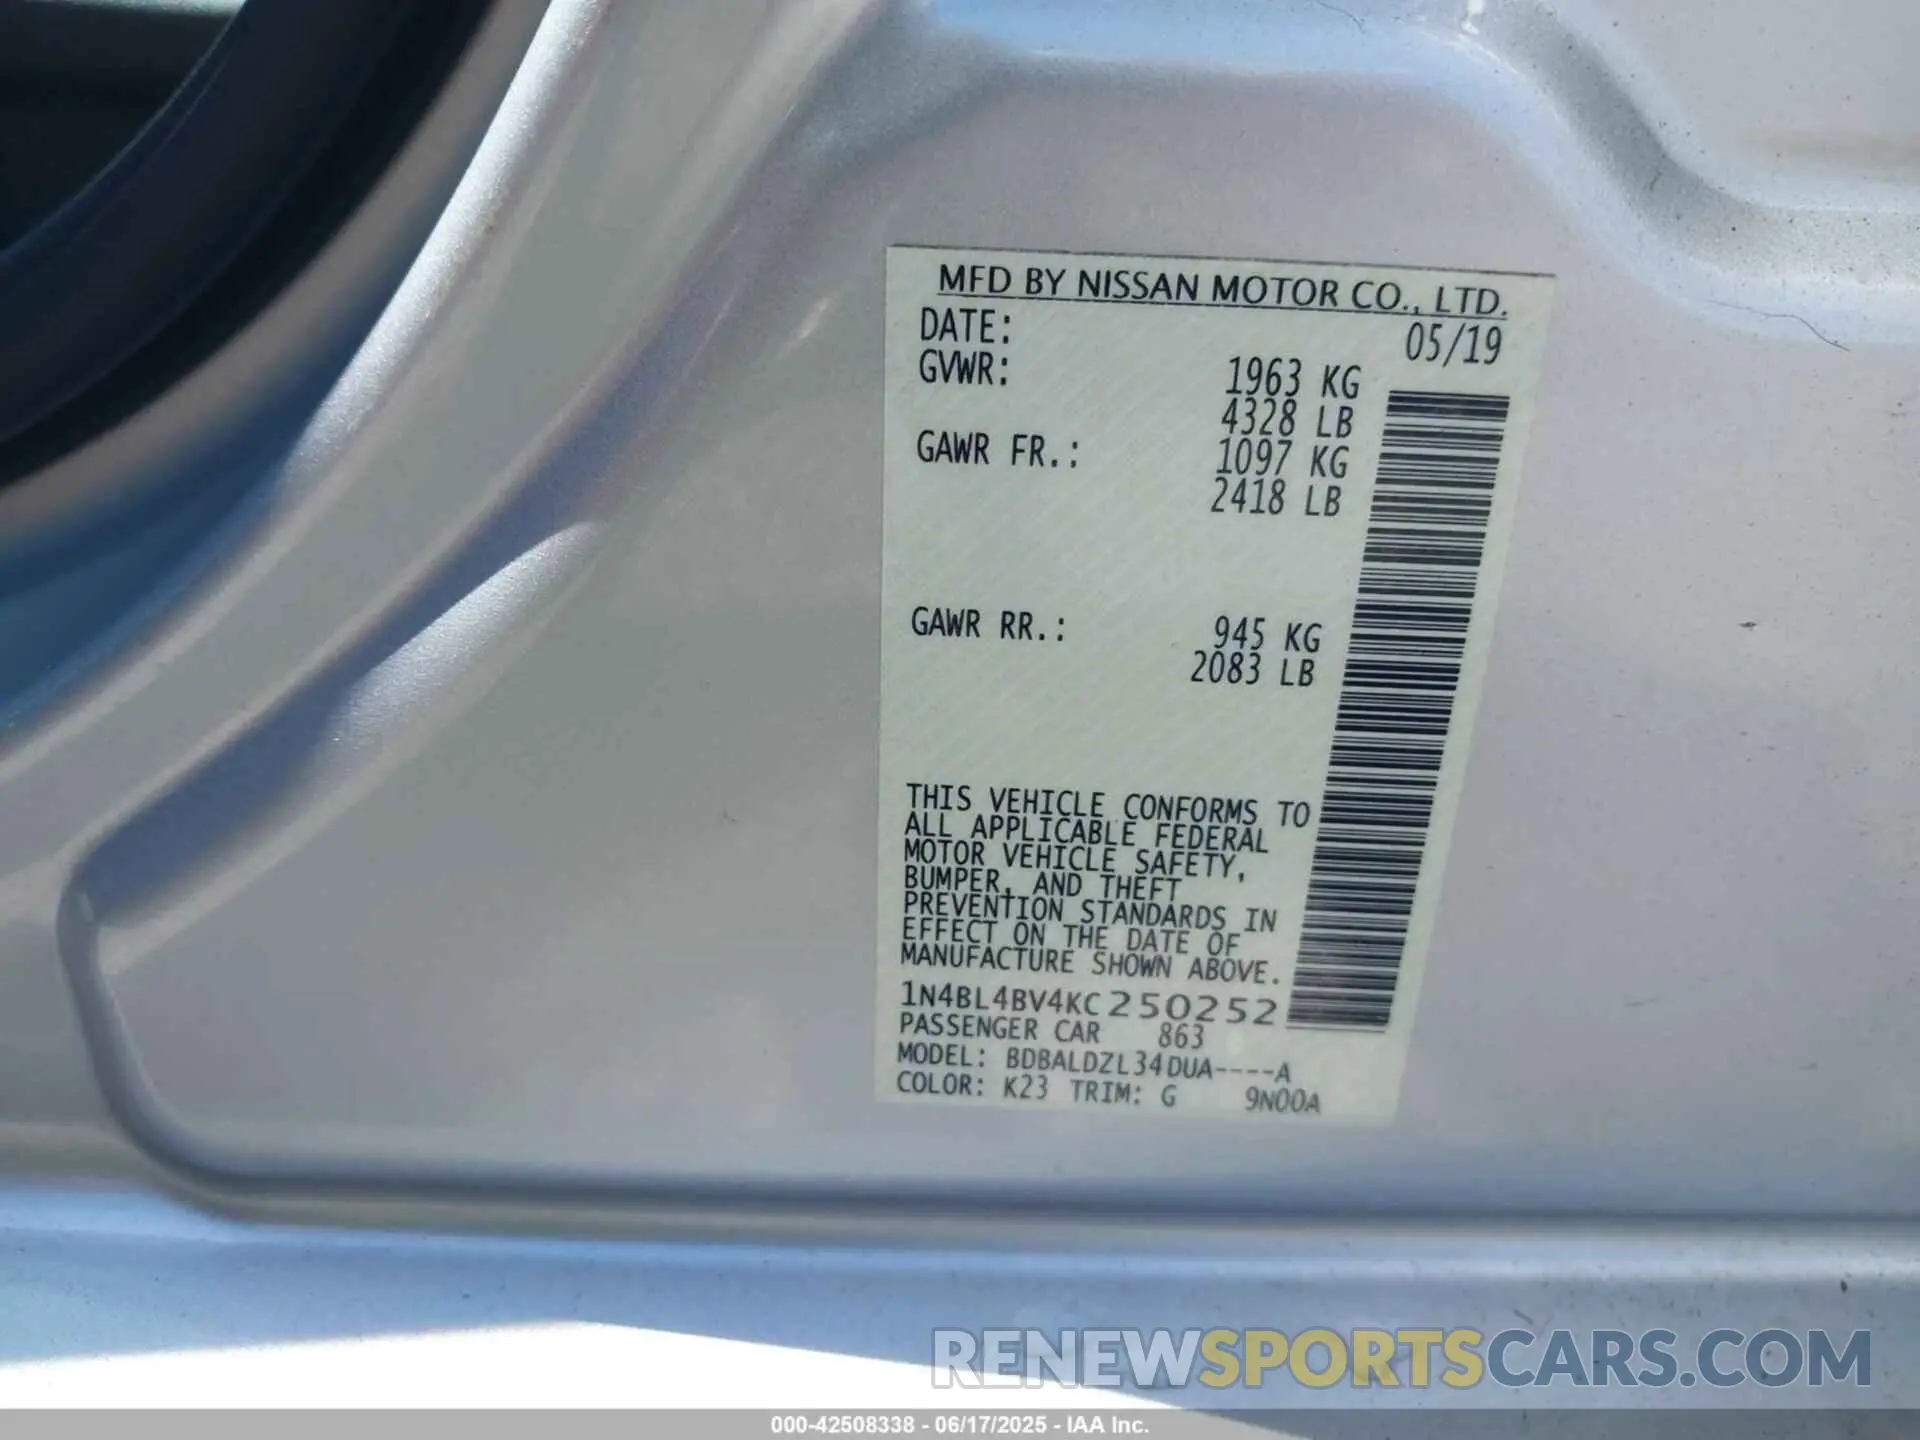 MFD BY NISSAN MOTOR CO., LTD.
DATE: 05/19
GVWR: 1963 KG
4328 LB
GAWR FR.: 1097 KG
2418 LB
GAWR RR.: 945 KG
2083 LB
THIS VEHICLE CONFORMS TO
ALL APPLICABLE FEDERAL
MOTOR VEHICLE SAFETY,
BUMPER, AND THEFT
PREVENTION STANDARDS IN
EFFECT ON THE DATE OF
MANUFACTURE SHOWN ABOVE.
1N4BL4BV4KC250252
PASSENGER CAR 863
MODEL: BDBALDZL34DUA----A
COLOR: K23 TRIM: G 9N00A
RENEWSPORTSCARS.COM
000-42508338 - 06/17/2025 - IAA Inc.